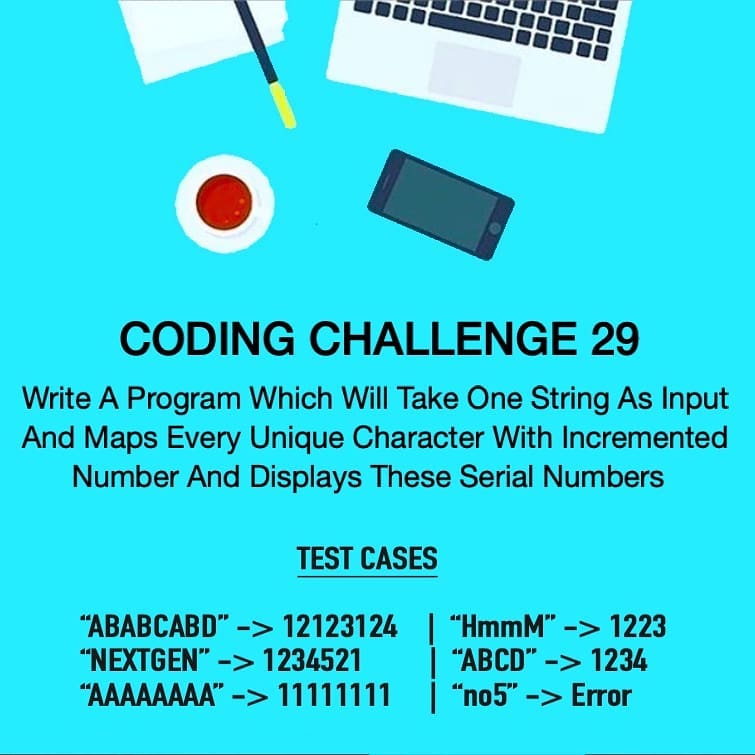 CODING CHALLENGE 29
Write A Program Which Will Take One String As Input
And Maps Every Unique Character With Incremented
Number And Displays These Serial Numbers
TEST CASES
“ABABCABD” -> 12123124 | “HmmM” -> 1223
“NEXTGEN” -> 1234521 | “ABCD” -> 1234
“AAAAAAAA” -> 11111111 | “no5” -> Error